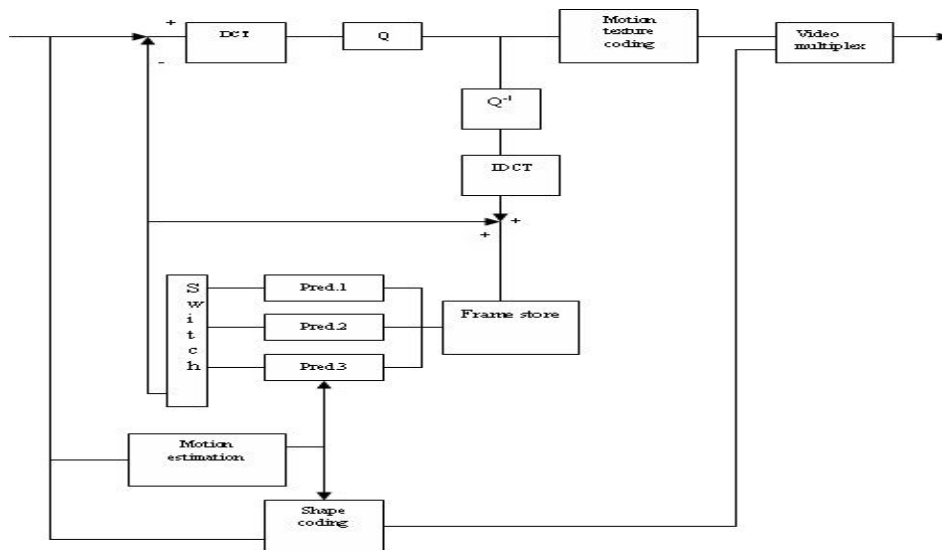 +
DCT
Q
Motion
texture
coding
Video
multiplex
-
Q⁻¹
IDCT
+
+
Switch
Pred.1
Pred.2
Pred.3
Frame store
Motion
estimation
Shape
coding